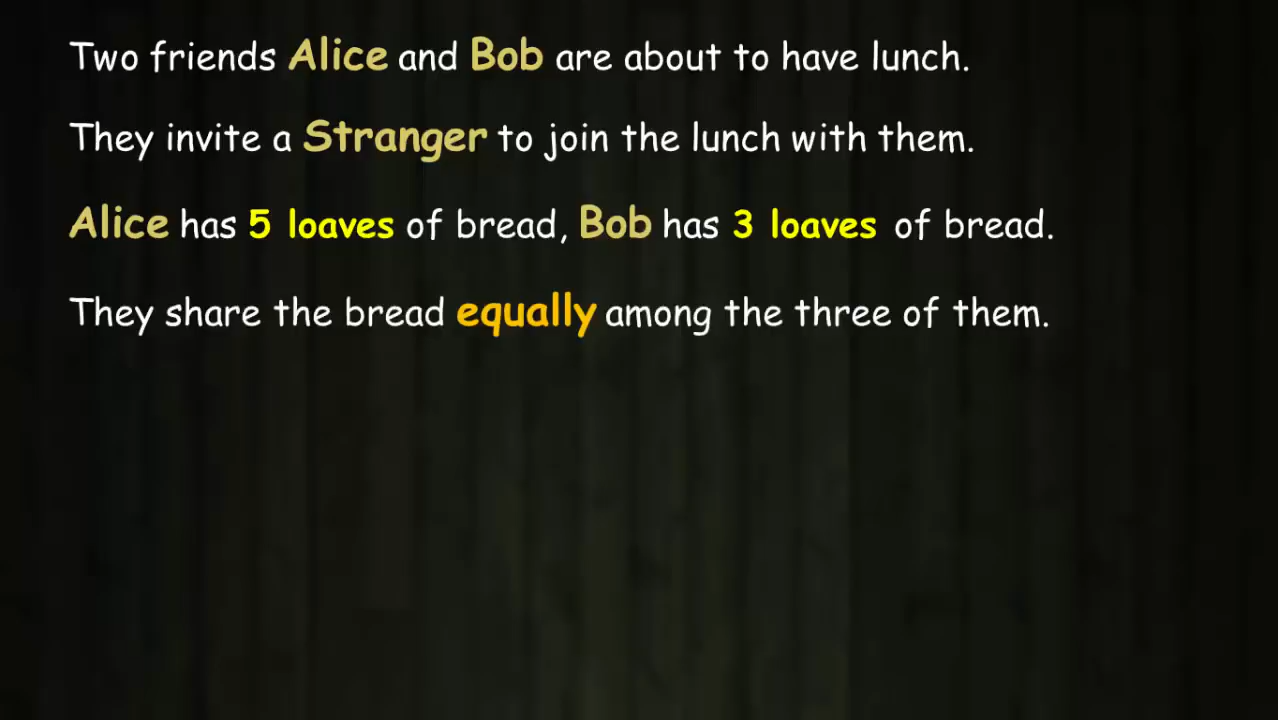 Two friends Alice and Bob are about to have lunch.
They invite a Stranger to join the lunch with them.
Alice has 5 loaves of bread, Bob has 3 loaves of bread.
They share the bread equally among the three of them.